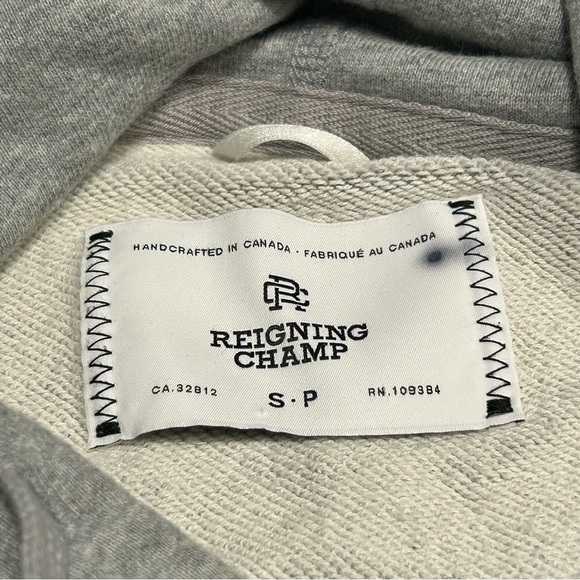 HANDCRAFTED IN CANADA · FABRIQUÉ AU CANADA
RC
REIGNING
CHAMP
CA.32812 S·P RN.109384